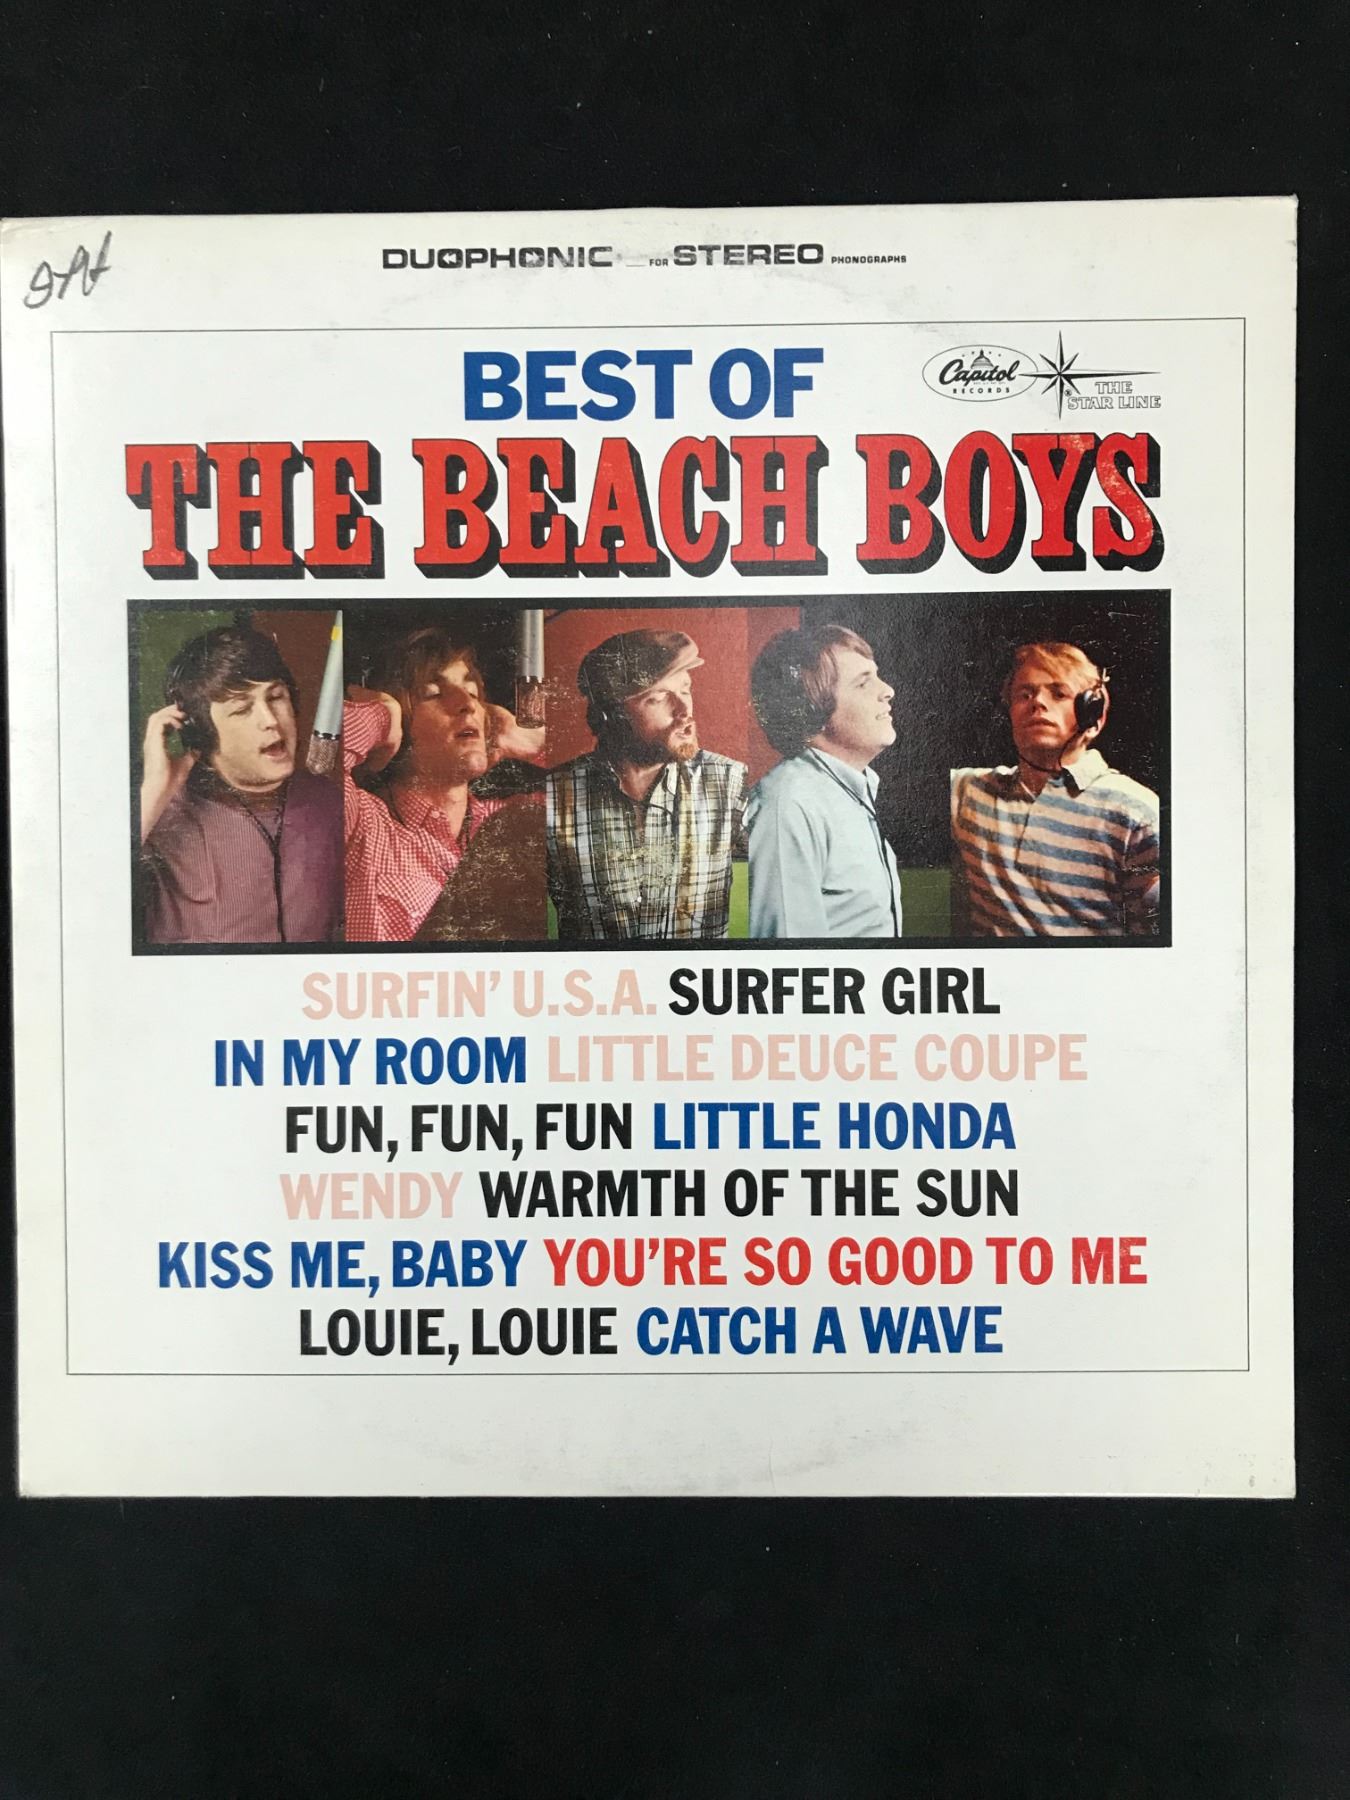 DUOPHONIC FOR STEREO PHONOGRAPHS
BEST OF
Capitol
RECORDS
THE
STAR LINE
THE BEACH BOYS
SURFIN' U.S.A. SURFER GIRL
IN MY ROOM LITTLE DEUCE COUPE
FUN, FUN, FUN LITTLE HONDA
WENDY WARMTH OF THE SUN
KISS ME, BABY YOU'RE SO GOOD TO ME
LOUIE, LOUIE CATCH A WAVE